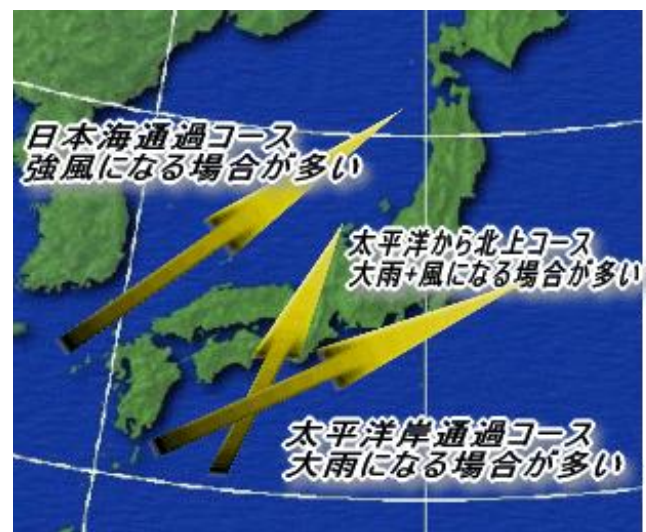 日本海通過コース
強風になる場合が多い
太平洋から北上コース
大雨+風になる場合が多い
太平洋岸通過コース
大雨になる場合が多い